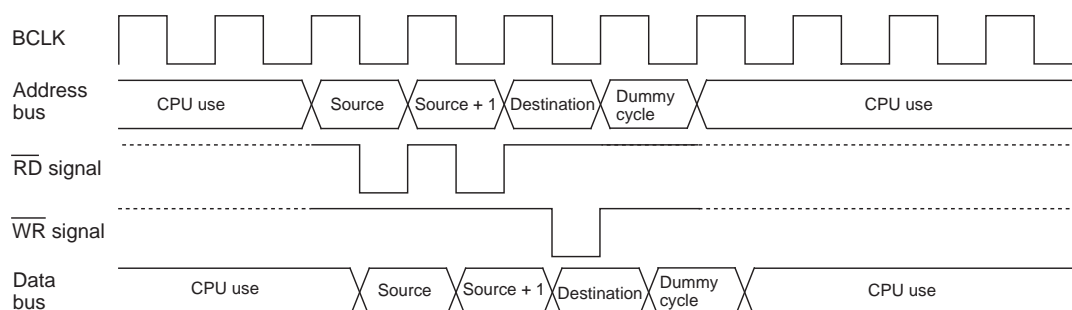 BCLK
Address bus
CPU use
Source
Source + 1
Destination
Dummy cycle
CPU use
RD signal
WR signal
Data bus
CPU use
Source
Source + 1
Destination
Dummy cycle
CPU use